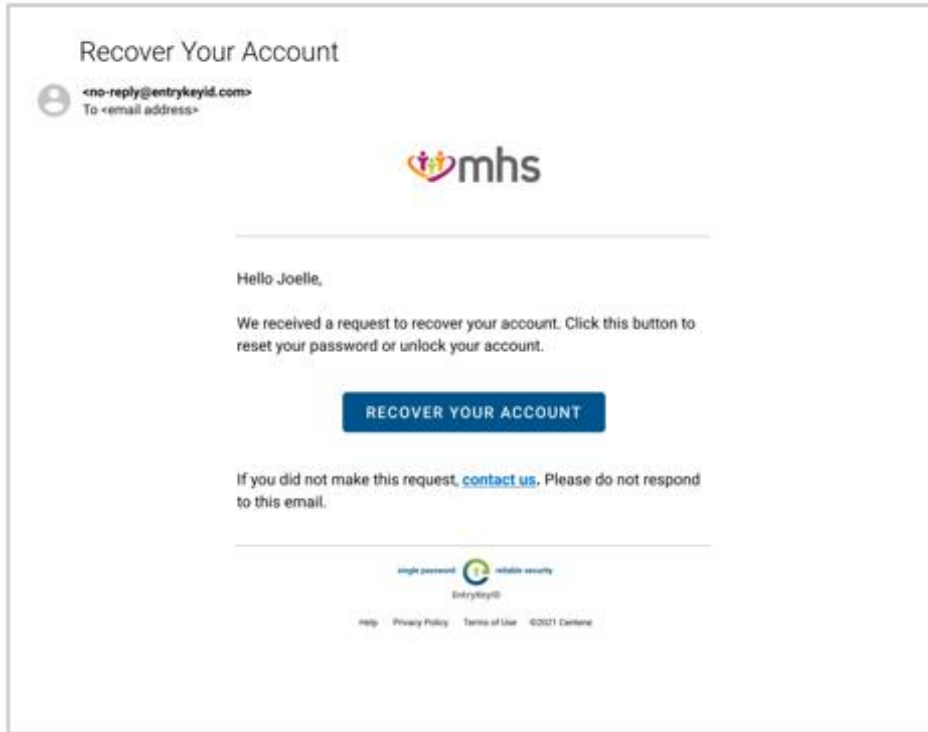 Recover Your Account
<no-reply@entrykeyid.com>
To <email address>
mhs
Hello Joelle,
We received a request to recover your account. Click this button to
reset your password or unlock your account.
RECOVER YOUR ACCOUNT
If you did not make this request, contact us. Please do not respond
to this email.
single password reliable security
EntryKeyID
Help Privacy Policy Terms of Use ©2021 Centene